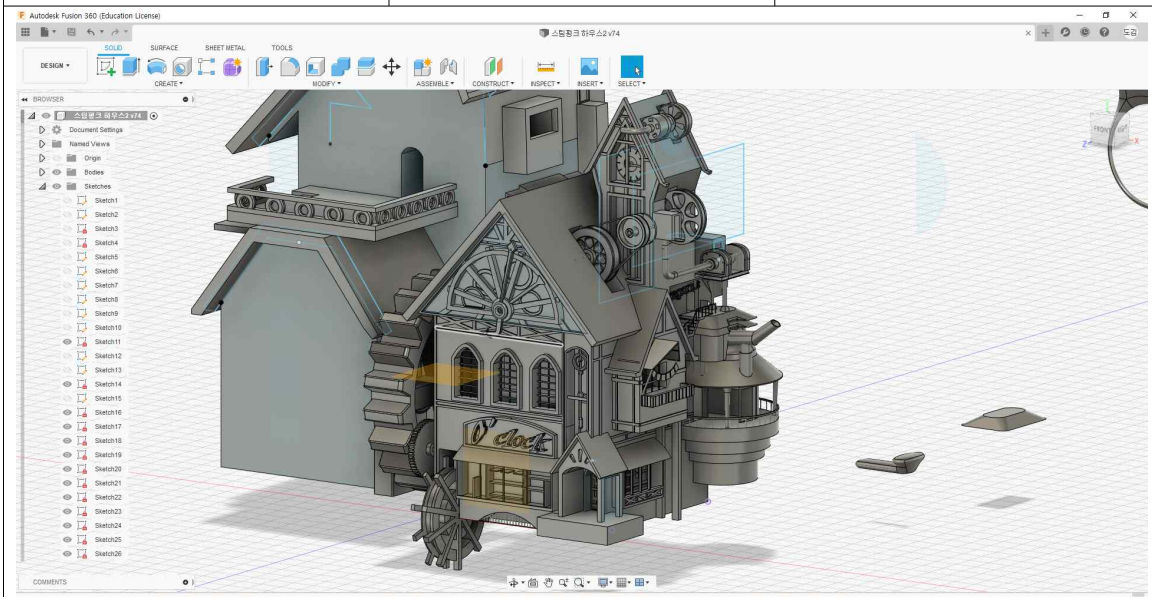 Autodesk Fusion 360 (Education License)
스팀펑크 하우스2 v74
도검
SOLID SURFACE SHEET METAL TOOLS
DESIGN
CREATE MODIFY ASSEMBLE CONSTRUCT INSPECT INSERT SELECT
BROWSER
스팀펑크 하우스2 v74
Document Settings
Named Views
Origin
Bodies
Sketches
Sketch1
Sketch2
Sketch3
Sketch4
Sketch5
Sketch6
Sketch7
Sketch8
Sketch9
Sketch10
Sketch11
Sketch12
Sketch13
Sketch14
Sketch15
Sketch16
Sketch17
Sketch18
Sketch19
Sketch20
Sketch21
Sketch22
Sketch23
Sketch24
Sketch25
Sketch26
FRONT
Z
X
O'clock
COMMENTS